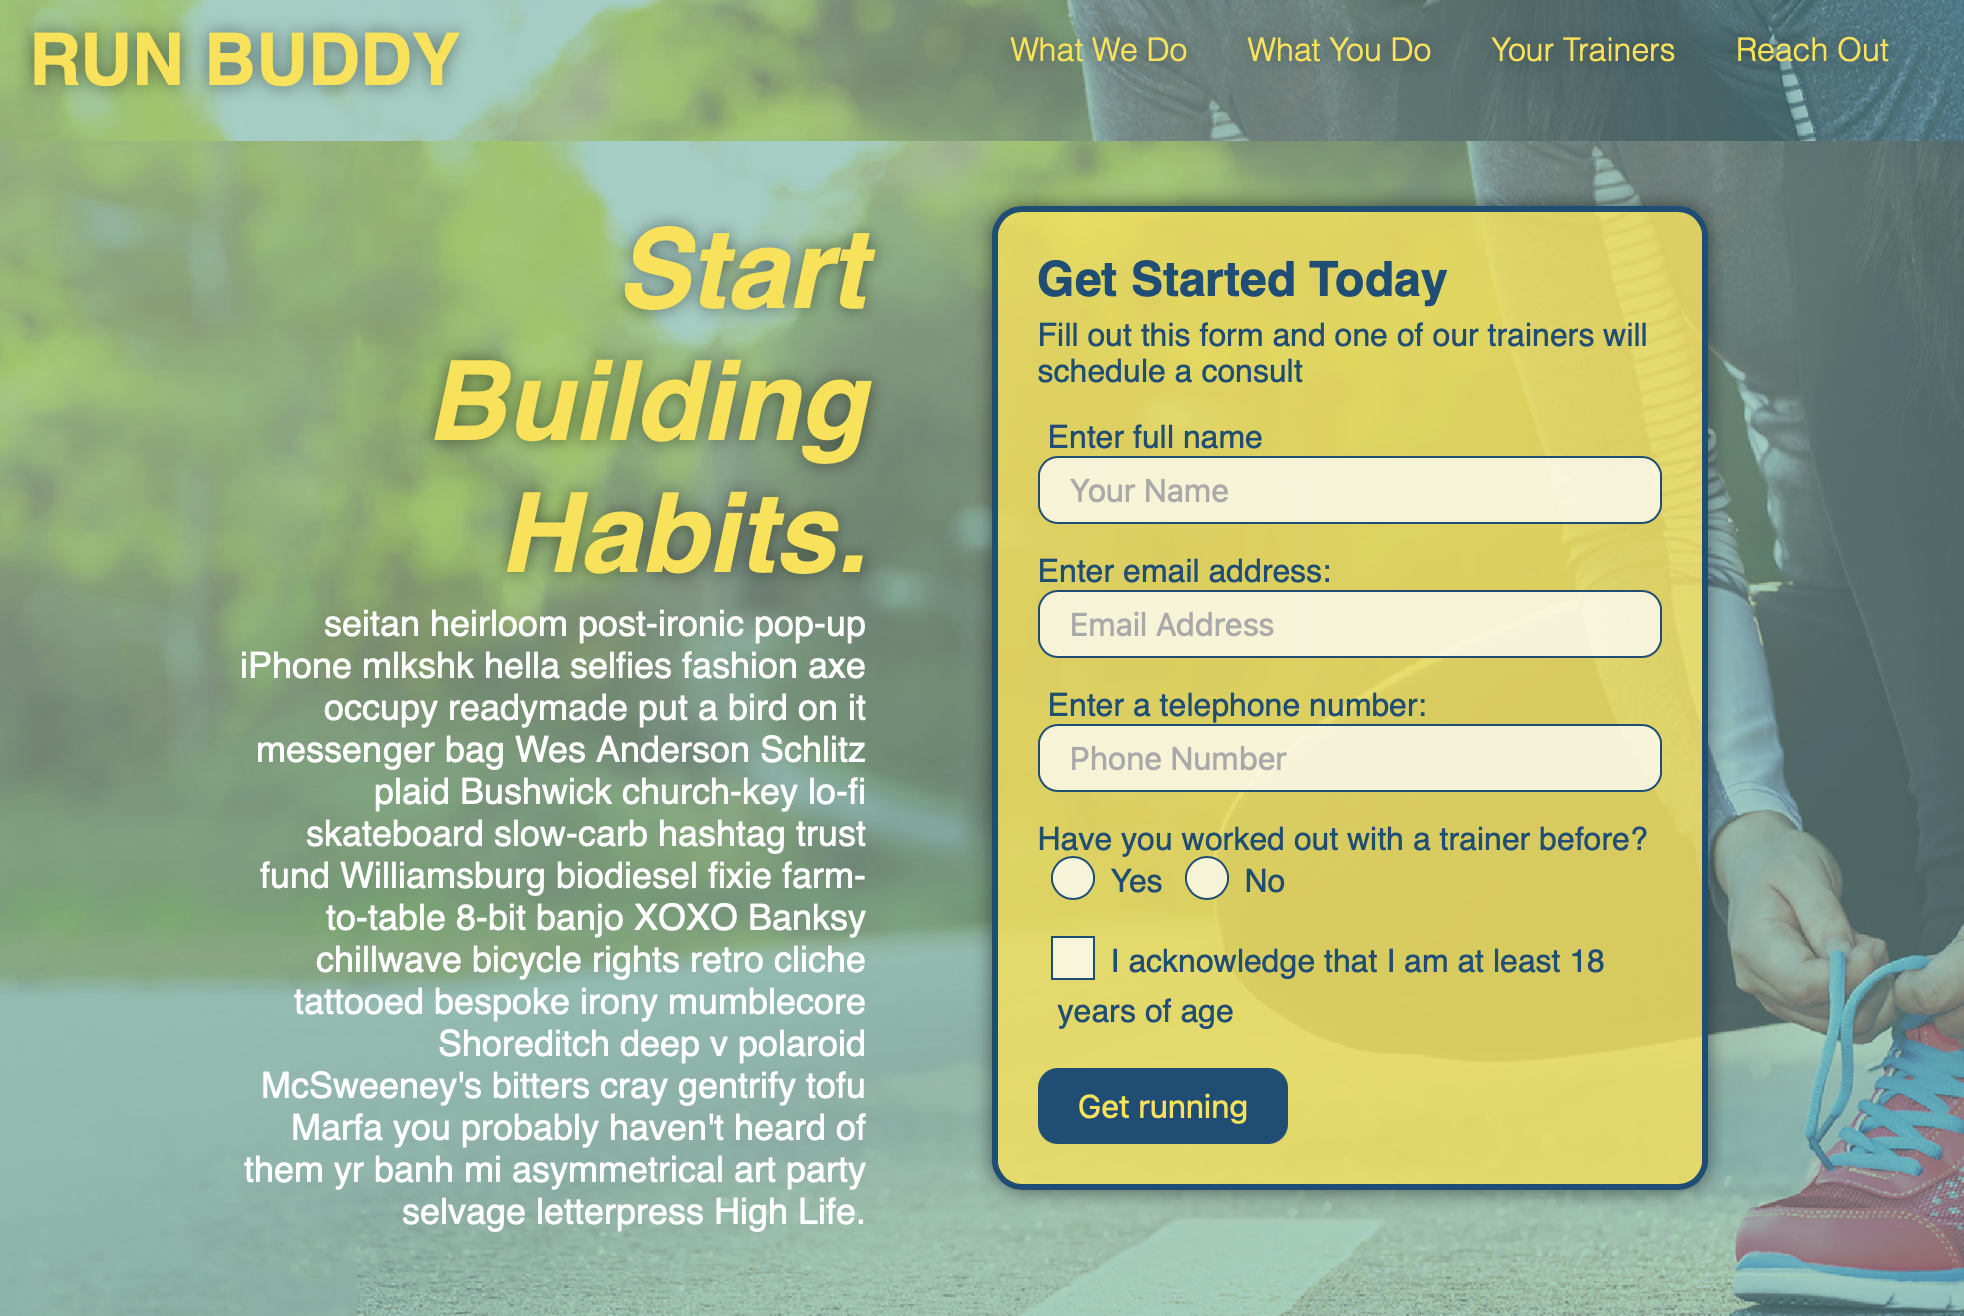 RUN BUDDY
What We Do
What You Do
Your Trainers
Reach Out
Start
Building
Habits.
seitan heirloom post-ironic pop-up
iPhone mlkshk hella selfies fashion axe
occupy readymade put a bird on it
messenger bag Wes Anderson Schlitz
plaid Bushwick church-key lo-fi
skateboard slow-carb hashtag trust
fund Williamsburg biodiesel fixie farm-
to-table 8-bit banjo XOXO Banksy
chillwave bicycle rights retro cliche
tattooed bespoke irony mumblecore
Shoreditch deep v polaroid
McSweeney's bitters cray gentrify tofu
Marfa you probably haven't heard of
them yr banh mi asymmetrical art party
selvage letterpress High Life.
Get Started Today
Fill out this form and one of our trainers will
schedule a consult
Enter full name
Your Name
Enter email address:
Email Address
Enter a telephone number:
Phone Number
Have you worked out with a trainer before?
Yes No
I acknowledge that I am at least 18
years of age
Get running